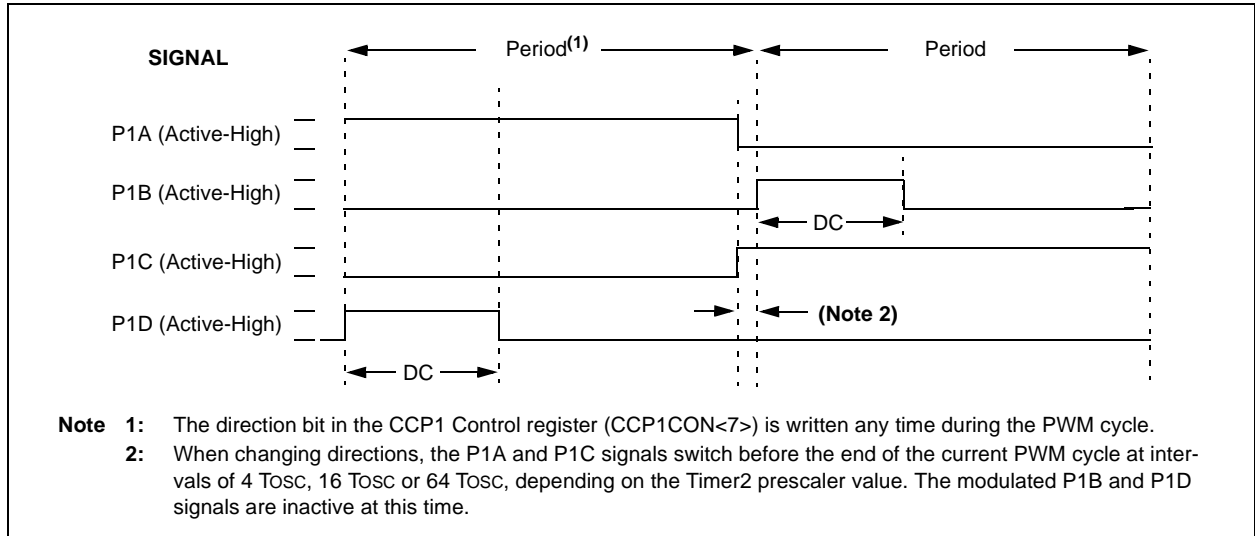 SIGNAL
Period(1)
Period
P1A (Active-High)
P1B (Active-High)
DC
P1C (Active-High)
P1D (Active-High)
(Note 2)
DC
Note 1: The direction bit in the CCP1 Control register (CCP1CON<7>) is written any time during the PWM cycle.
2: When changing directions, the P1A and P1C signals switch before the end of the current PWM cycle at inter-
vals of 4 TOSC, 16 TOSC or 64 TOSC, depending on the Timer2 prescaler value. The modulated P1B and P1D
signals are inactive at this time.